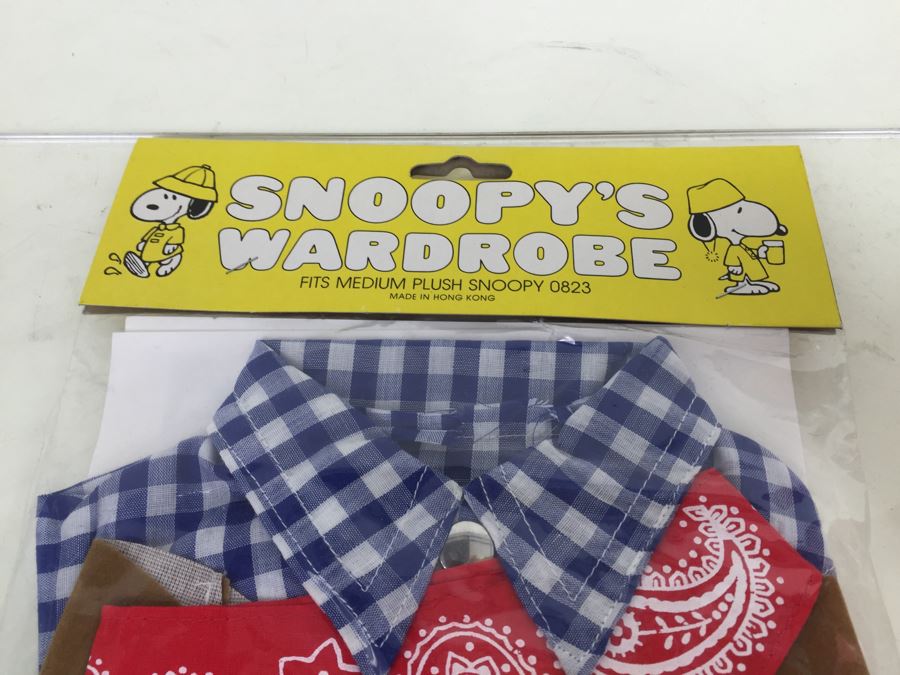 SNOOPY'S
WARDROBE
FITS MEDIUM PLUSH SNOOPY 0823
MADE IN HONG KONG